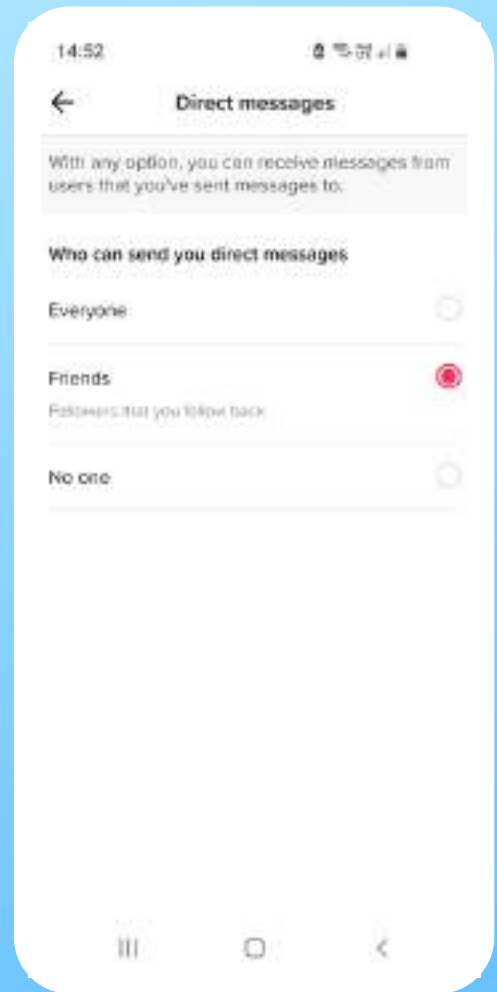 14:52
Direct messages
With any option, you can receive messages from
users that you've sent messages to.
Who can send you direct messages
Everyone
Friends
Followers that you follow back
No one